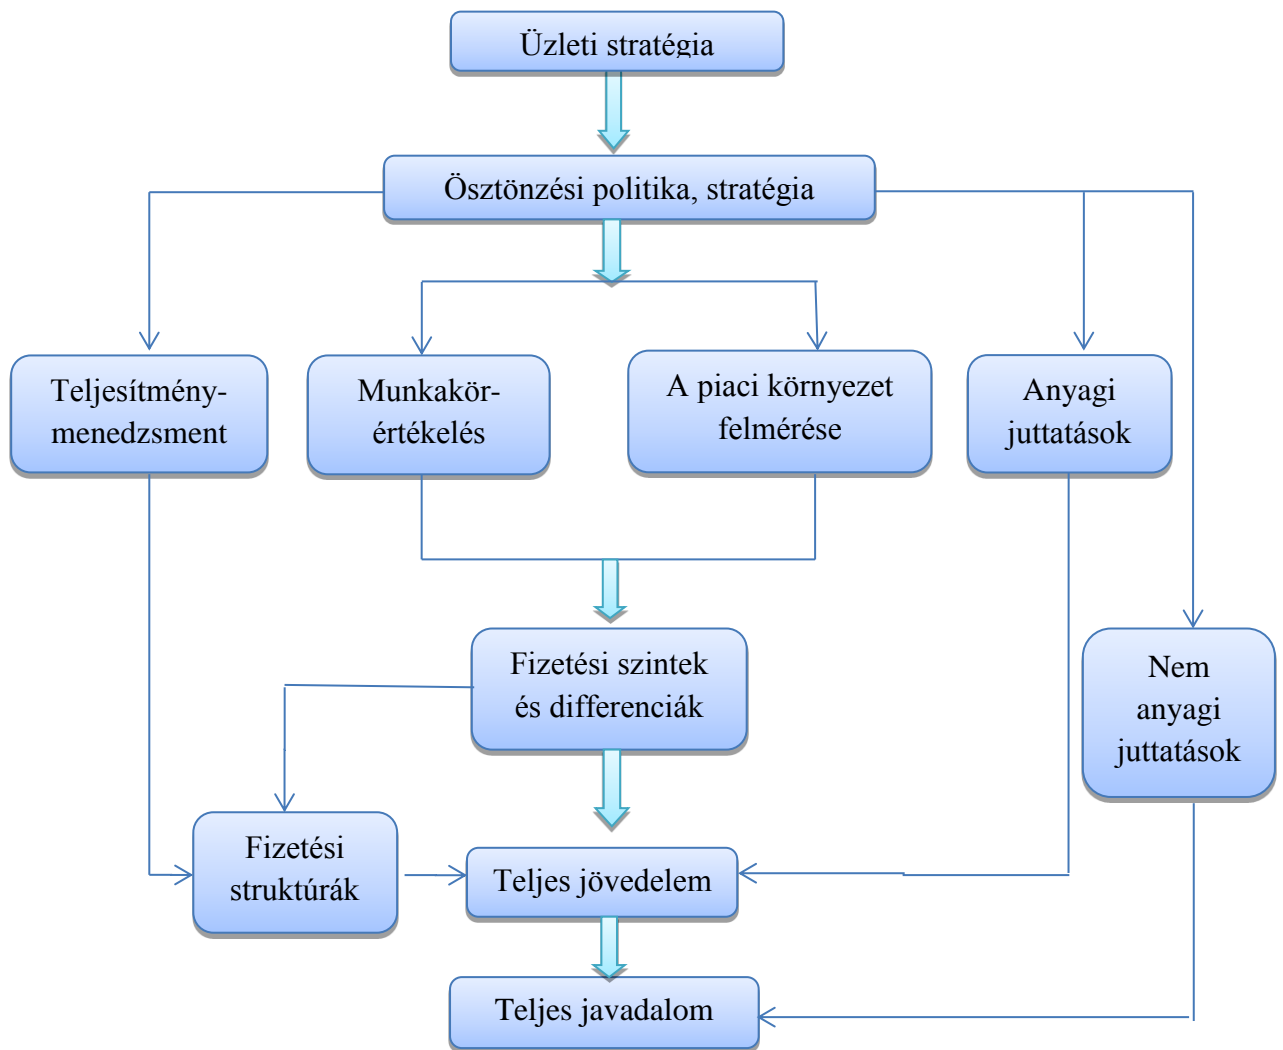 Üzleti stratégia
Ösztönzési politika, stratégia
Teljesítmény-
menedzsment
Munkakör-
értékelés
A piaci környezet
felmérése
Anyagi
juttatások
Fizetési szintek
és differenciák
Nem
anyagi
juttatások
Fizetési
struktúrák
Teljes jövedelem
Teljes javadalom